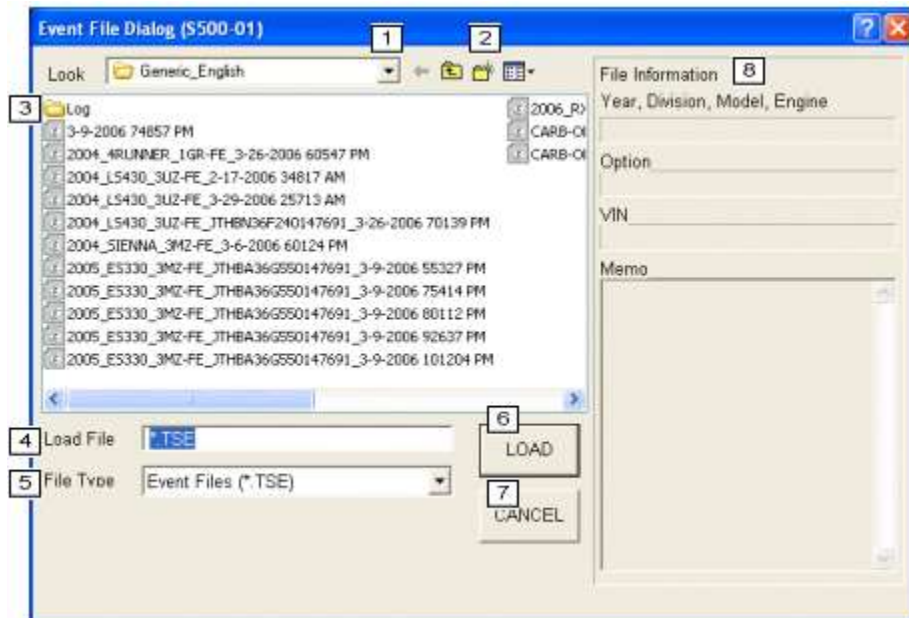 Event File Dialog (S500-01)
1
2
Look
Generic_English
3
Log
3-9-2006 74857 PM
2004_4RUNNER_1GR-FE_3-26-2006 60547 PM
2004_LS430_3UZ-FE_2-17-2006 34817 AM
2004_LS430_3UZ-FE_3-29-2006 25713 AM
2004_LS430_3UZ-FE_JTHBN36F240147691_3-26-2006 70139 PM
2004_SIENNA_3MZ-FE_3-6-2006 60124 PM
2005_ES330_3MZ-FE_JTHBA36G550147691_3-9-2006 55327 PM
2005_ES330_3MZ-FE_JTHBA36G550147691_3-9-2006 75414 PM
2005_ES330_3MZ-FE_JTHBA36G550147691_3-9-2006 80112 PM
2005_ES330_3MZ-FE_JTHBA36G550147691_3-9-2006 92637 PM
2005_ES330_3MZ-FE_JTHBA36G550147691_3-9-2006 101204 PM
2006_RX
CARB-OB
CARB-OB
4
Load File
*.TSE
5
File Type
Event Files (*.TSE)
6
LOAD
7
CANCEL
File Information
8
Year, Division, Model, Engine
Option
VIN
Memo